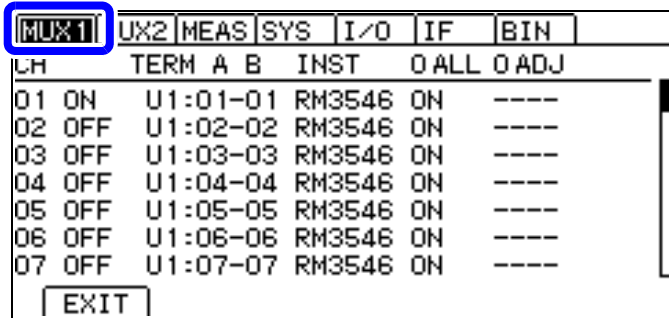 MUX1 UX2 MEAS SYS I/O IF BIN
CH TERM A B INST 0 ALL 0 ADJ
01 ON U1:01-01 RM3546 ON ----
02 OFF U1:02-02 RM3546 ON ----
03 OFF U1:03-03 RM3546 ON ----
04 OFF U1:04-04 RM3546 ON ----
05 OFF U1:05-05 RM3546 ON ----
06 OFF U1:06-06 RM3546 ON ----
07 OFF U1:07-07 RM3546 ON ----
EXIT